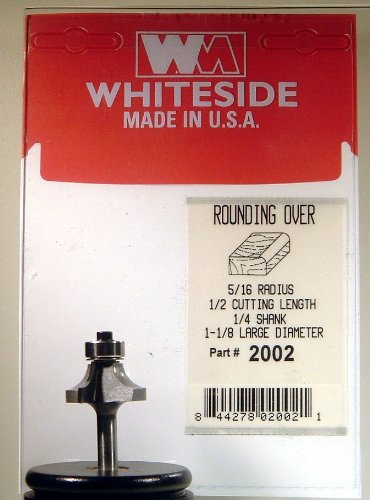 WM
WHITESIDE
MADE IN U.S.A.
ROUNDING OVER
5/16 RADIUS
1/2 CUTTING LENGTH
1/4 SHANK
1-1/8 LARGE DIAMETER
Part # 2002
8 44278 02002 1